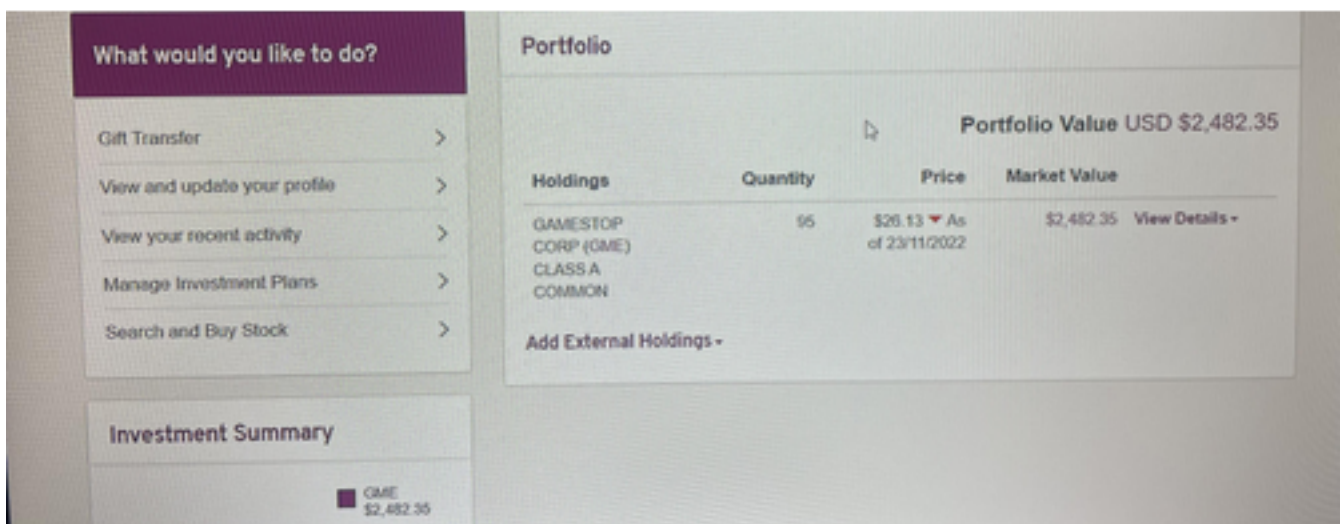 What would you like to do?
Gift Transfer
View and update your profile
View your recent activity
Manage Investment Plans
Search and Buy Stock
Investment Summary
GME
$2,482.35
Portfolio
Portfolio Value USD $2,482.35
Holdings Quantity Price Market Value
GAMESTOP 95 $26.13 As $2,482.35 View Details
CORP (GME) of 23/11/2022
CLASS A
COMMON
Add External Holdings